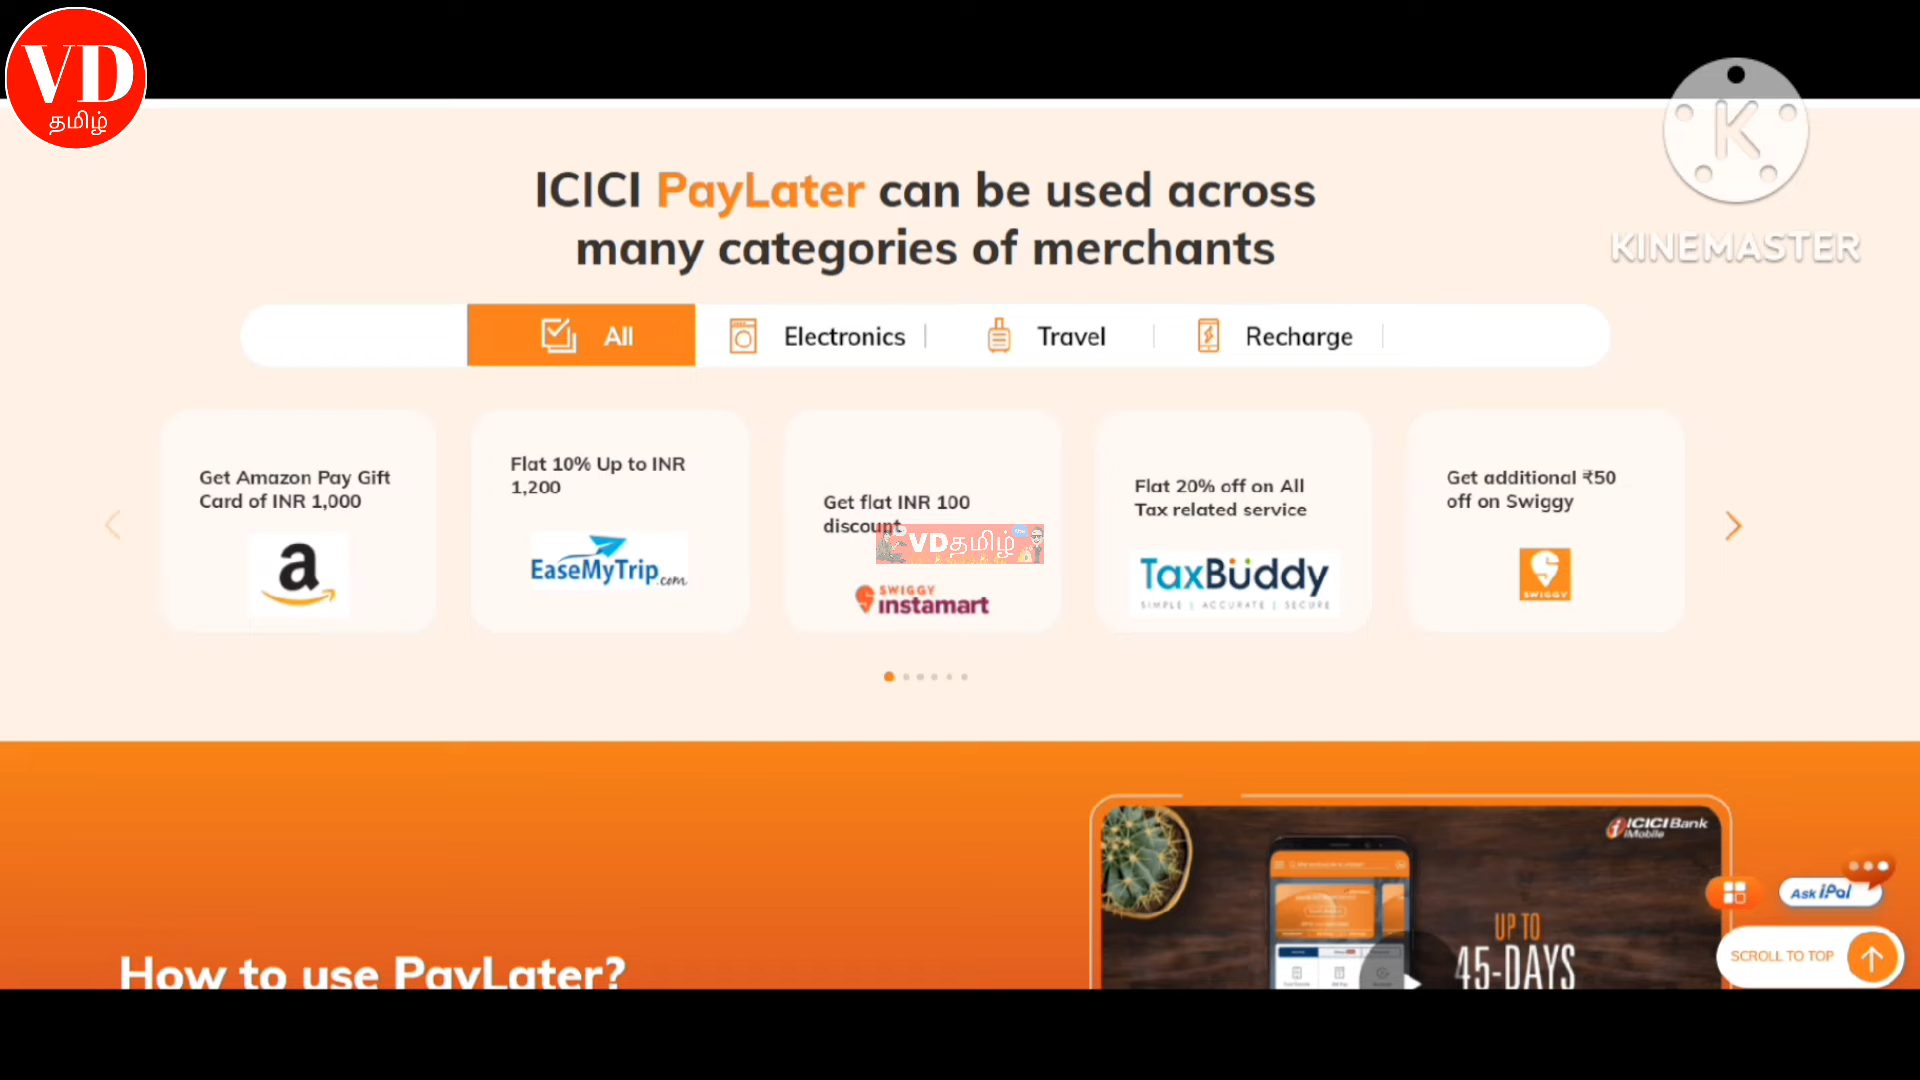 VD
தமிழ்
K
KINEMASTER
ICICI PayLater can be used across
many categories of merchants
All
Electronics
Travel
Recharge
Get Amazon Pay Gift
Card of INR 1,000
a
Flat 10% Up to INR
1,200
EaseMyTrip.com
Get flat INR 100
discount
VDதமிழ்
SWIGGY
instamart
Flat 20% off on All
Tax related service
TaxBuddy
SIMPLE | ACCURATE | SECURE
Get additional ₹50
off on Swiggy
SWIGGY
ICICI Bank
iMobile
Ask iPal
UP TO
45-DAYS
SCROLL TO TOP
How to use PayLater?